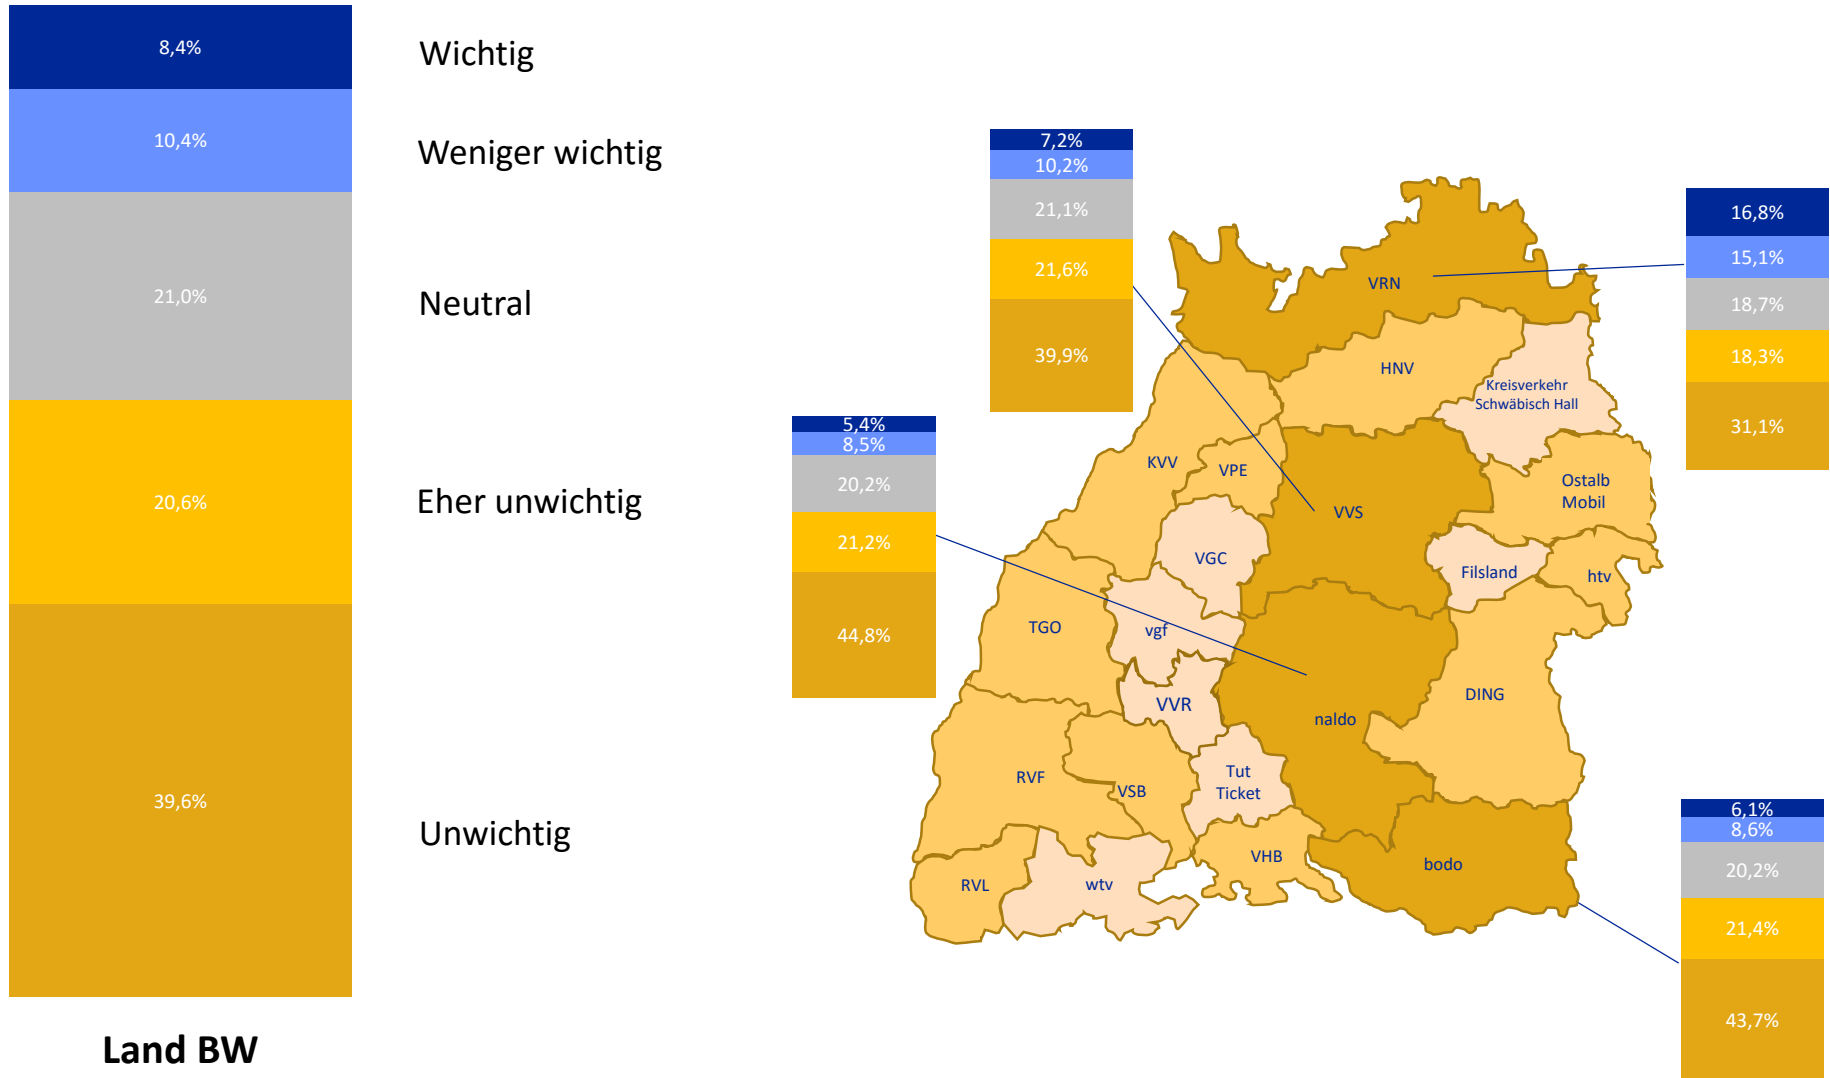 8,4%
Wichtig
10,4%
Weniger wichtig
21,0%
Neutral
20,6%
Eher unwichtig
39,6%
Unwichtig
Land BW
7,2%
10,2%
21,1%
21,6%
39,9%
16,8%
15,1%
18,7%
18,3%
31,1%
5,4%
8,5%
20,2%
21,2%
44,8%
6,1%
8,6%
20,2%
21,4%
43,7%
VRN
HNV
Kreisverkehr
Schwäbisch Hall
KVV
VPE
VVS
Ostalb
Mobil
VGC
Filsland
htv
TGO
vgf
VVR
naldo
DING
RVF
VSB
Tut
Ticket
RVL
wtv
VHB
bodo